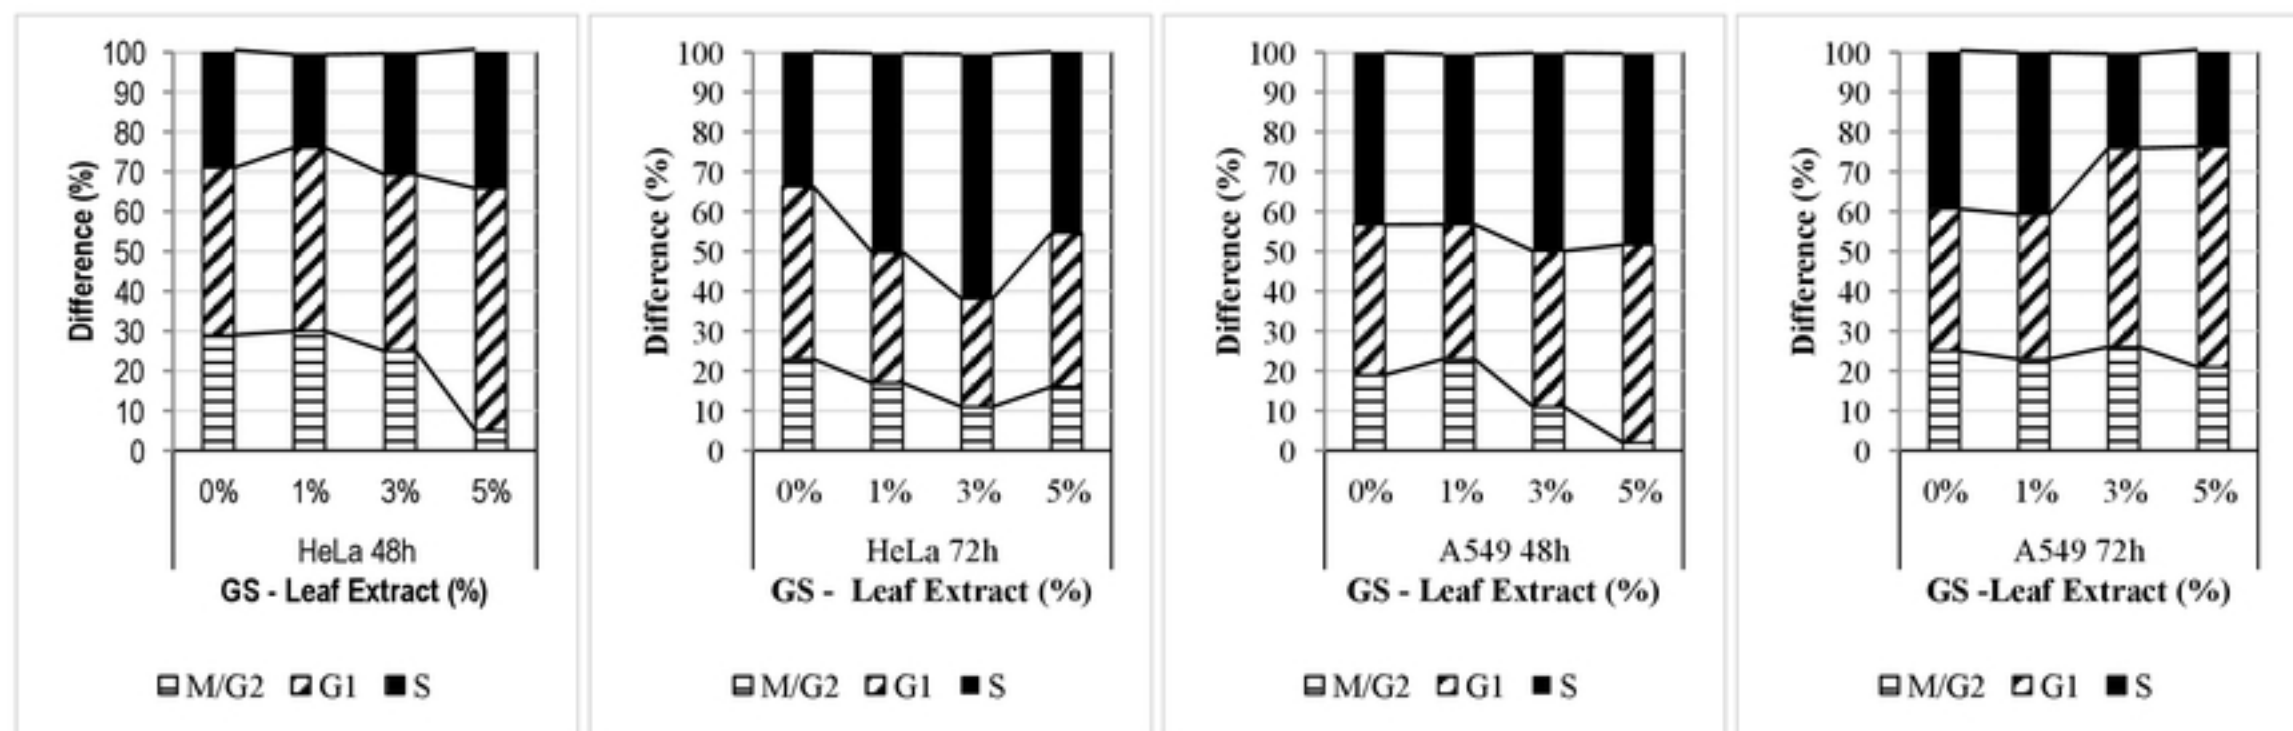 100
90
80
70
60
50
40
30
20
10
0
Difference (%)
0% 1% 3% 5%
HeLa 48h
GS - Leaf Extract (%)
M/G2 G1 S
100
90
80
70
60
50
40
30
20
10
0
Difference (%)
0% 1% 3% 5%
HeLa 72h
GS - Leaf Extract (%)
M/G2 G1 S
100
90
80
70
60
50
40
30
20
10
0
Difference (%)
0% 1% 3% 5%
A549 48h
GS - Leaf Extract (%)
M/G2 G1 S
100
90
80
70
60
50
40
30
20
10
0
Difference (%)
0% 1% 3% 5%
A549 72h
GS -Leaf Extract (%)
M/G2 G1 S